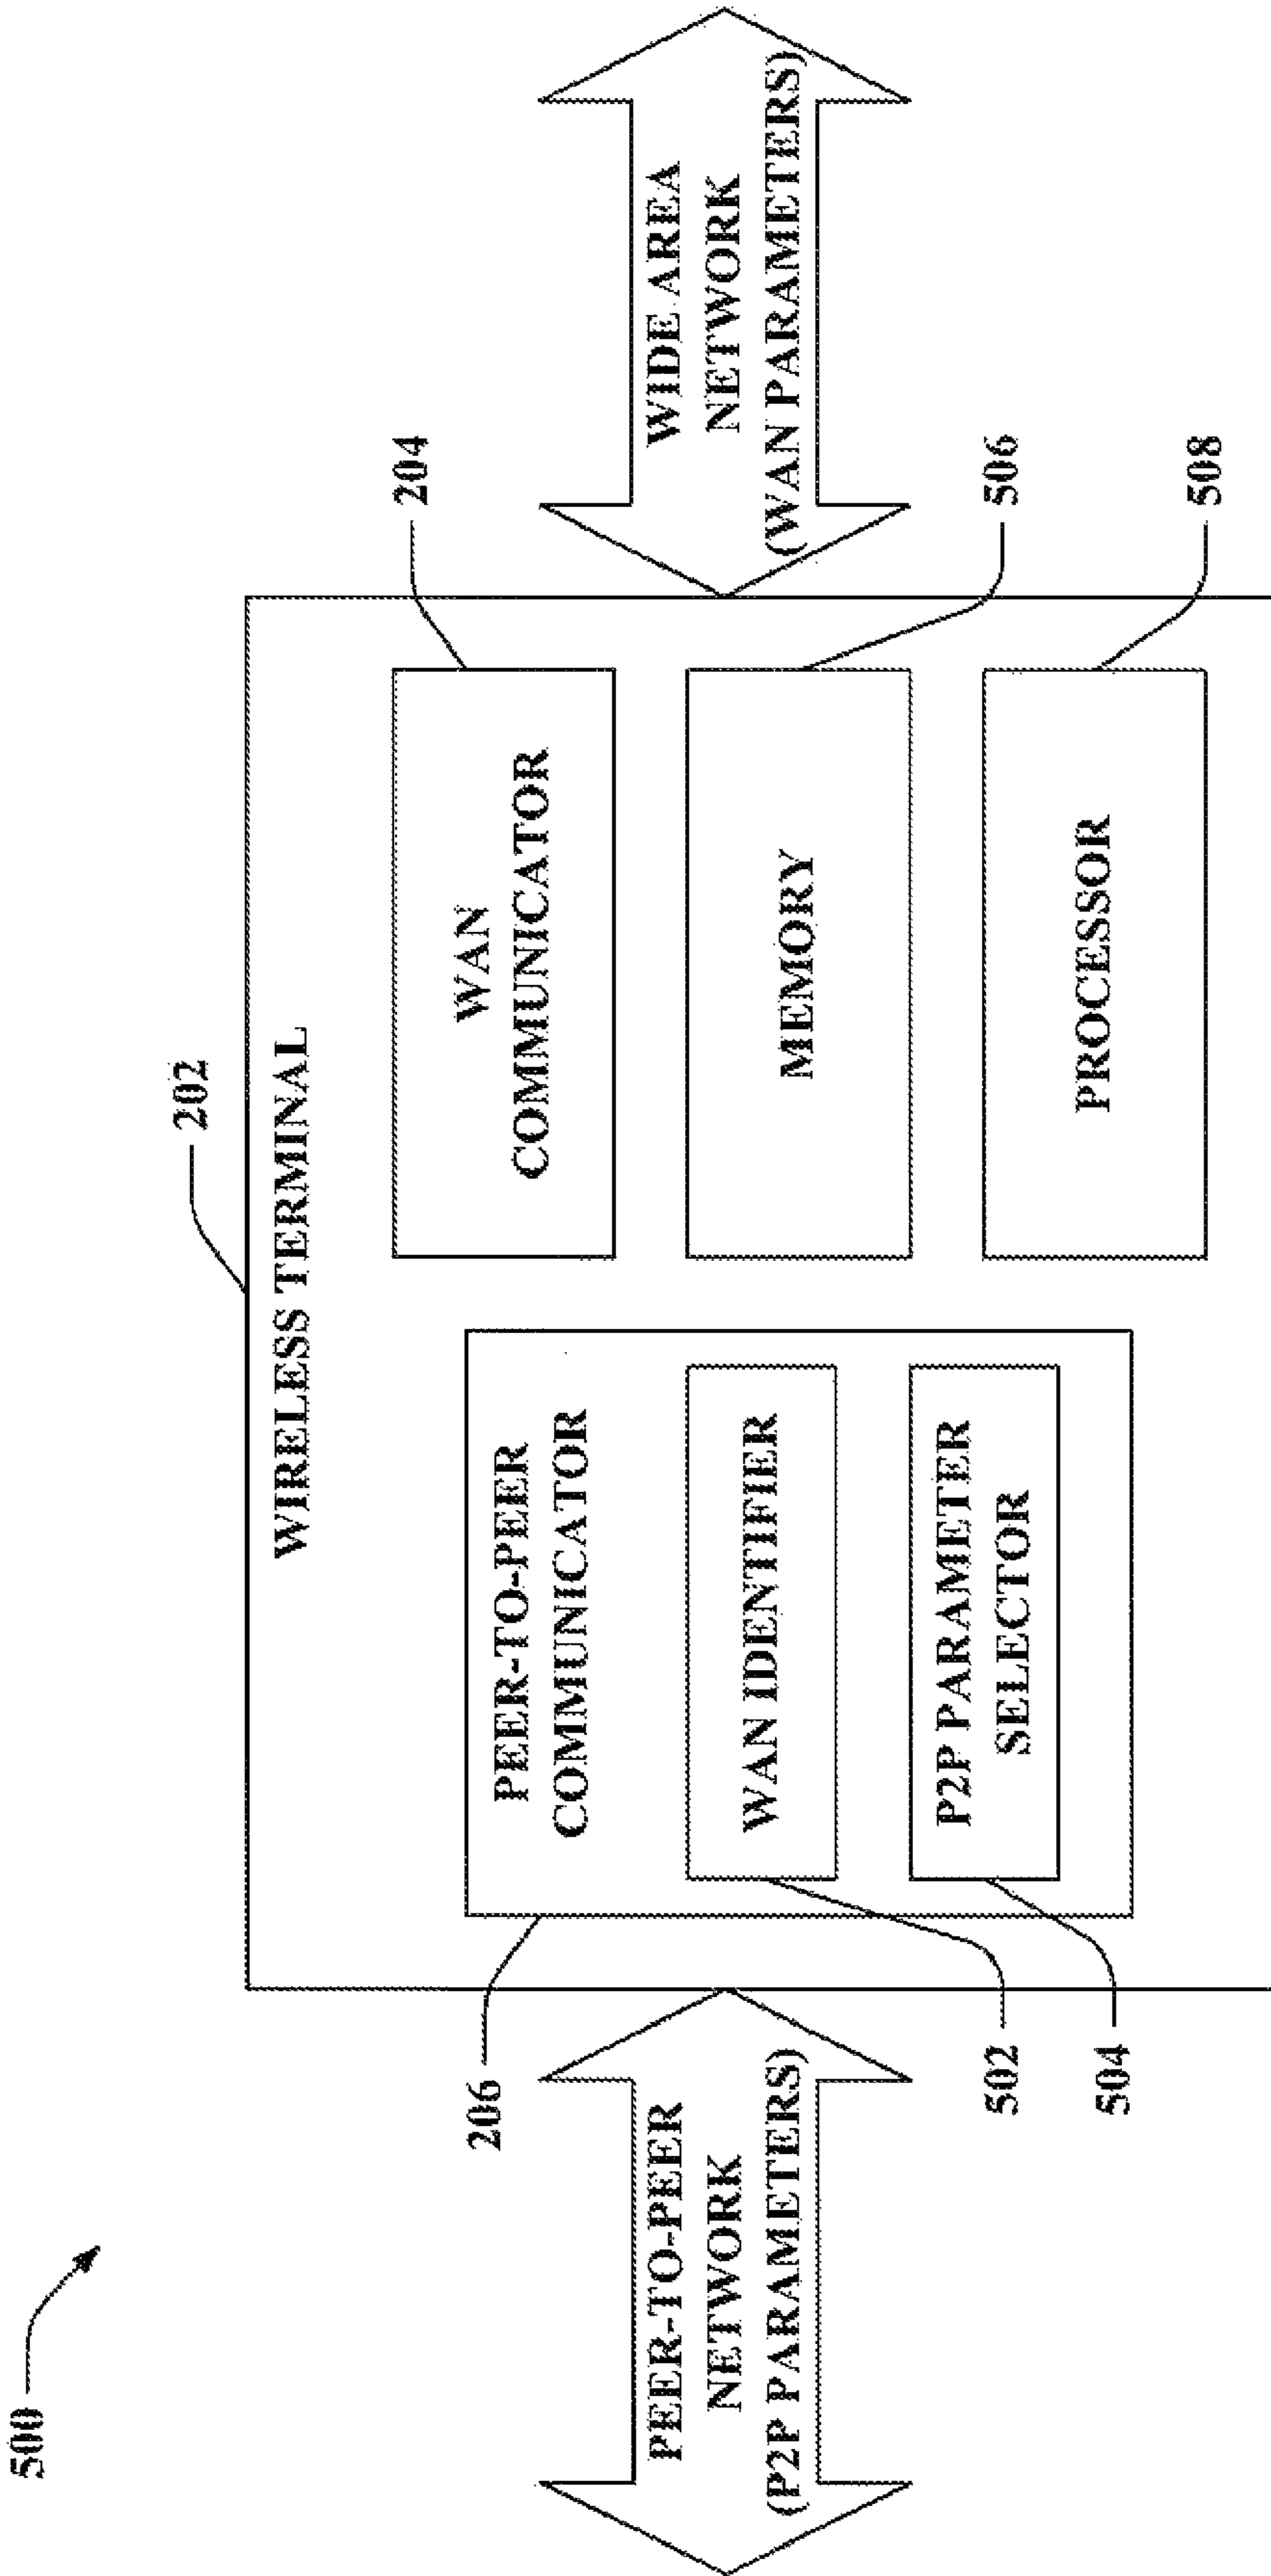 500
202
WIRELESS TERMINAL
PEER-TO-PEER
NETWORK
(P2P PARAMETERS)
206
PEER-TO-PEER
COMMUNICATOR
WAN IDENTIFIER
P2P PARAMETER
SELECTOR
502
504
WAN
COMMUNICATOR
MEMORY
PROCESSOR
204
WIDE AREA
NETWORK
(WAN PARAMETERS)
506
508